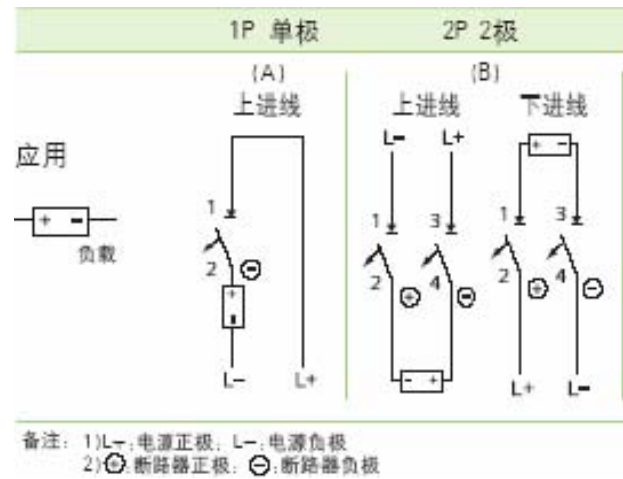 1P 单极 2P 2极
(A) (B)
上进线 上进线 下进线
L− L+
+ −
应用
1 1 3 1 3
+ −
负载
2 ⊖ 2 ⊕ 4 ⊖ 2 ⊕ 4 ⊖
+
−
− +
L− L+ L+ L−
备注: 1)L−:电源正极; L−:电源负极
2)⊕:断路器正极; ⊖:断路器负极